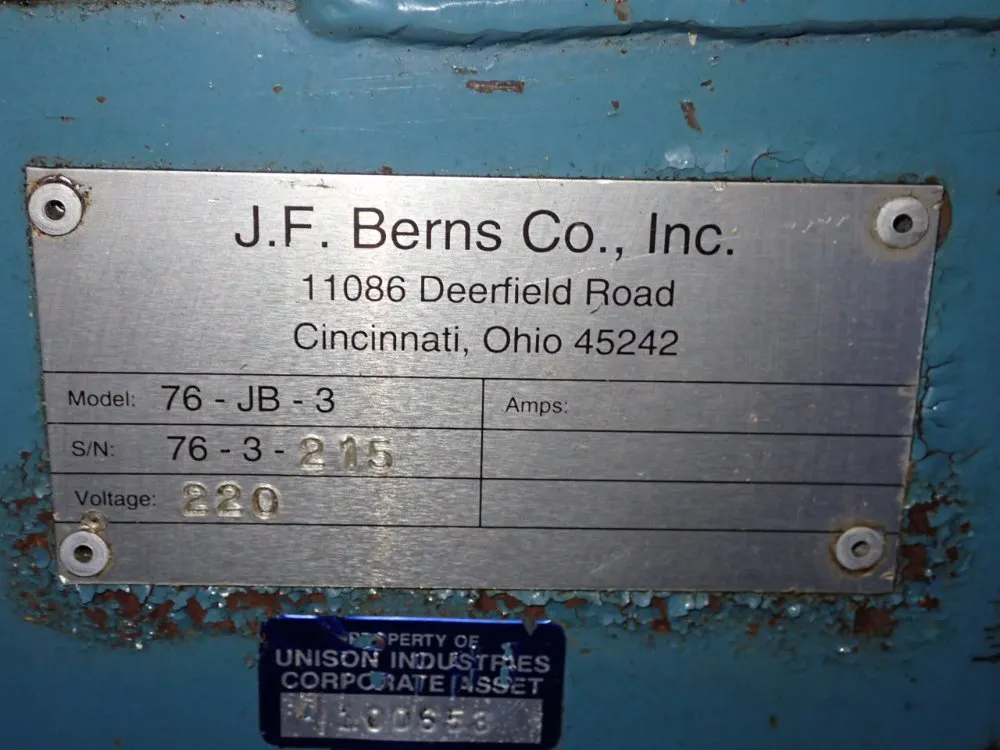 J.F. Berns Co., Inc.
11086 Deerfield Road
Cincinnati, Ohio 45242
Model: 76 - JB - 3
Amps:
S/N: 76 - 3 - 215
Voltage: 220
PROPERTY OF
UNISON INDUSTRIES
CORPORATE ASSET